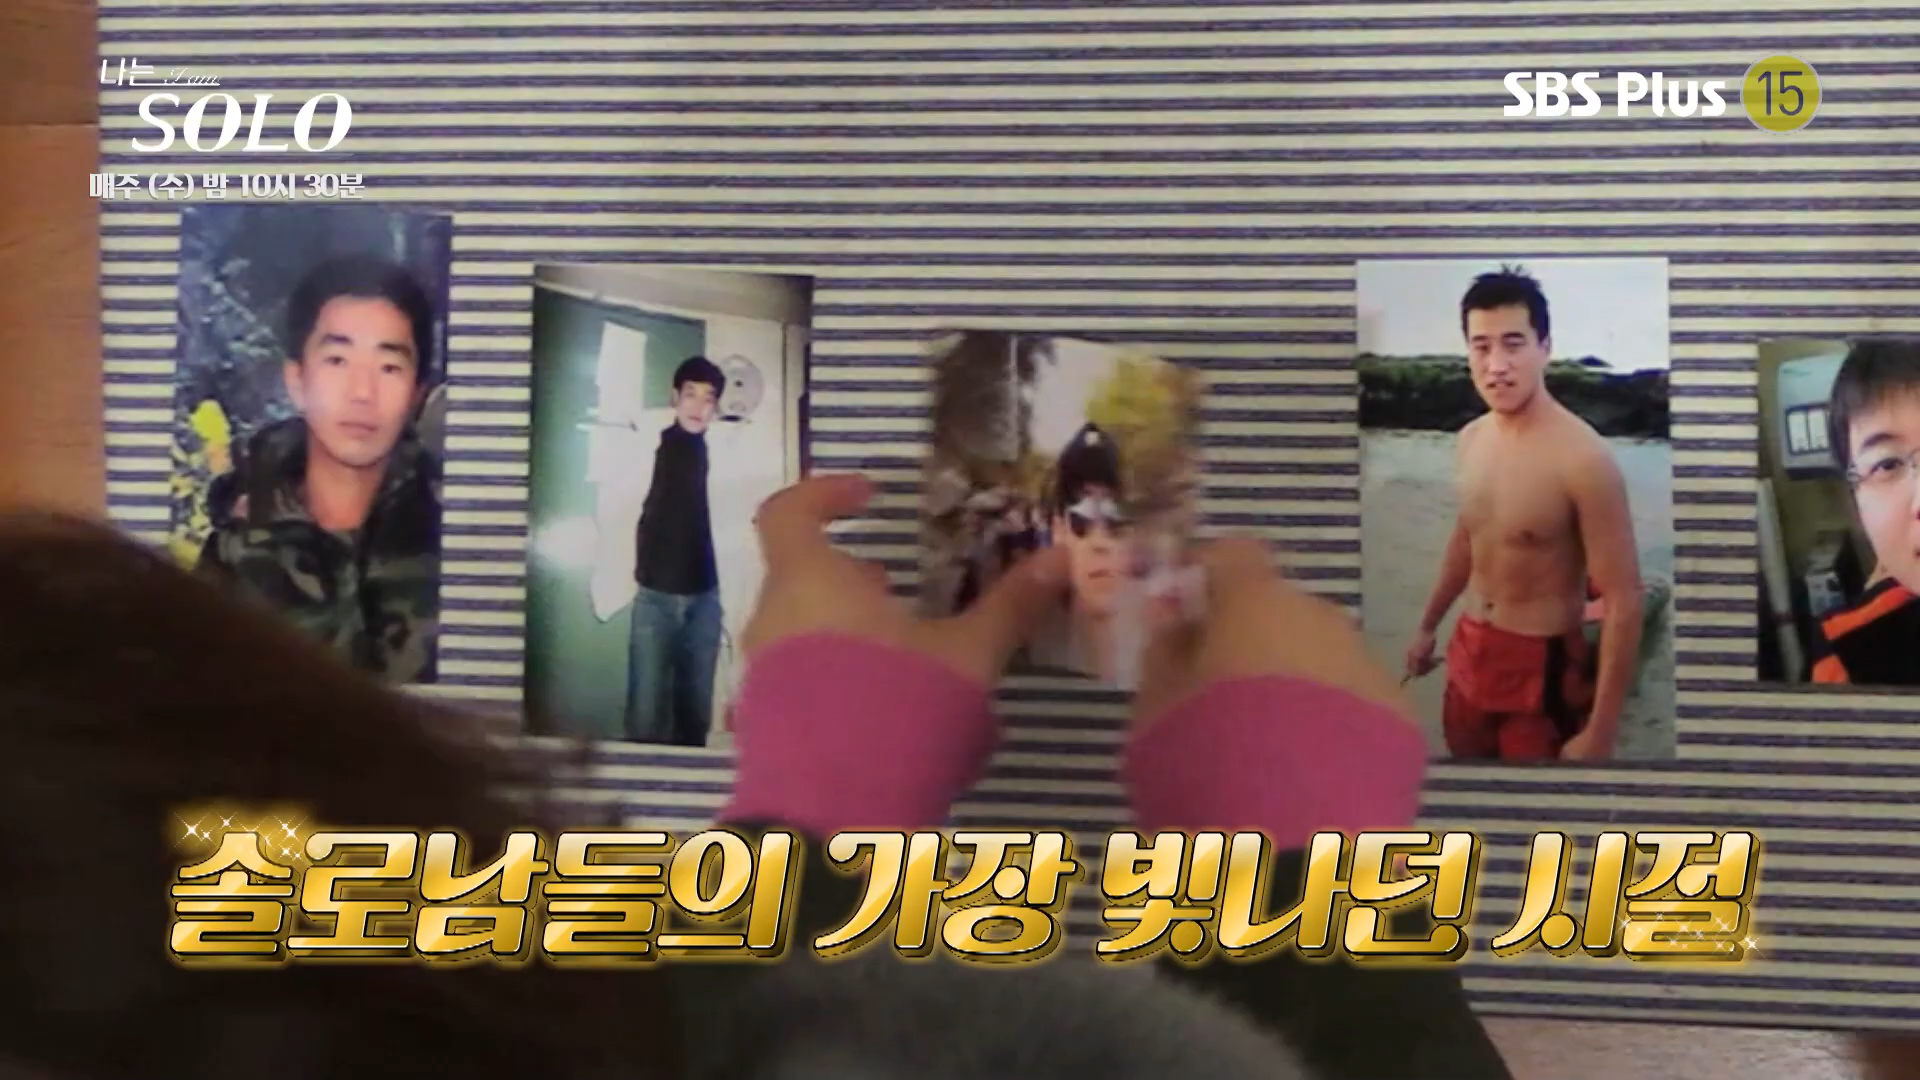 나는 I am
SOLO
매주 (수) 밤 10시 30분
SBS Plus 15
솔로남들의 가장 빛나던 시절